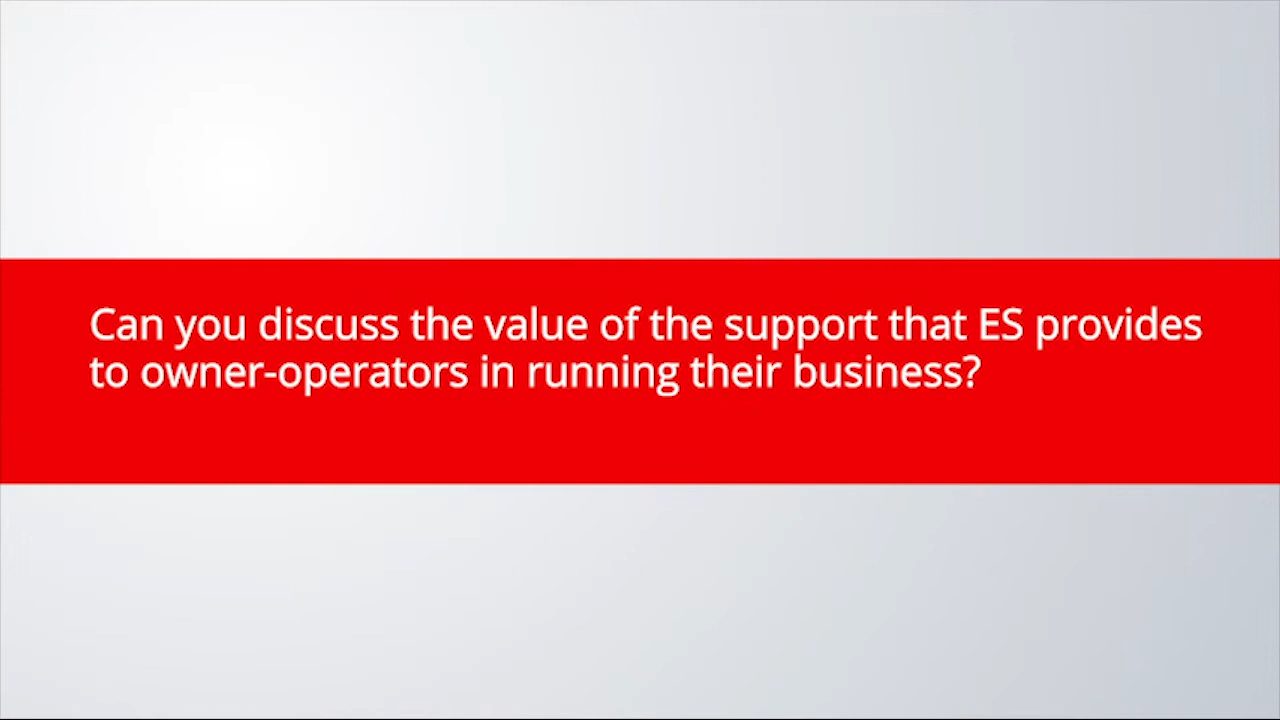 Can you discuss the value of the support that ES provides
to owner-operators in running their business?